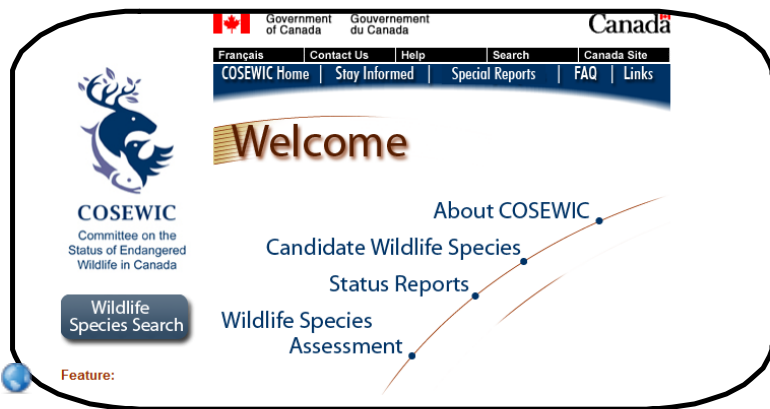 Government Gouvernement
of Canada du Canada
Canada
Français Contact Us Help Search Canada Site
COSEWIC Home | Stay Informed | Special Reports | FAQ | Links
Welcome
COSEWIC
Committee on the
Status of Endangered
Wildlife in Canada
Wildlife
Species Search
About COSEWIC
Candidate Wildlife Species
Status Reports
Wildlife Species
Assessment
Feature: